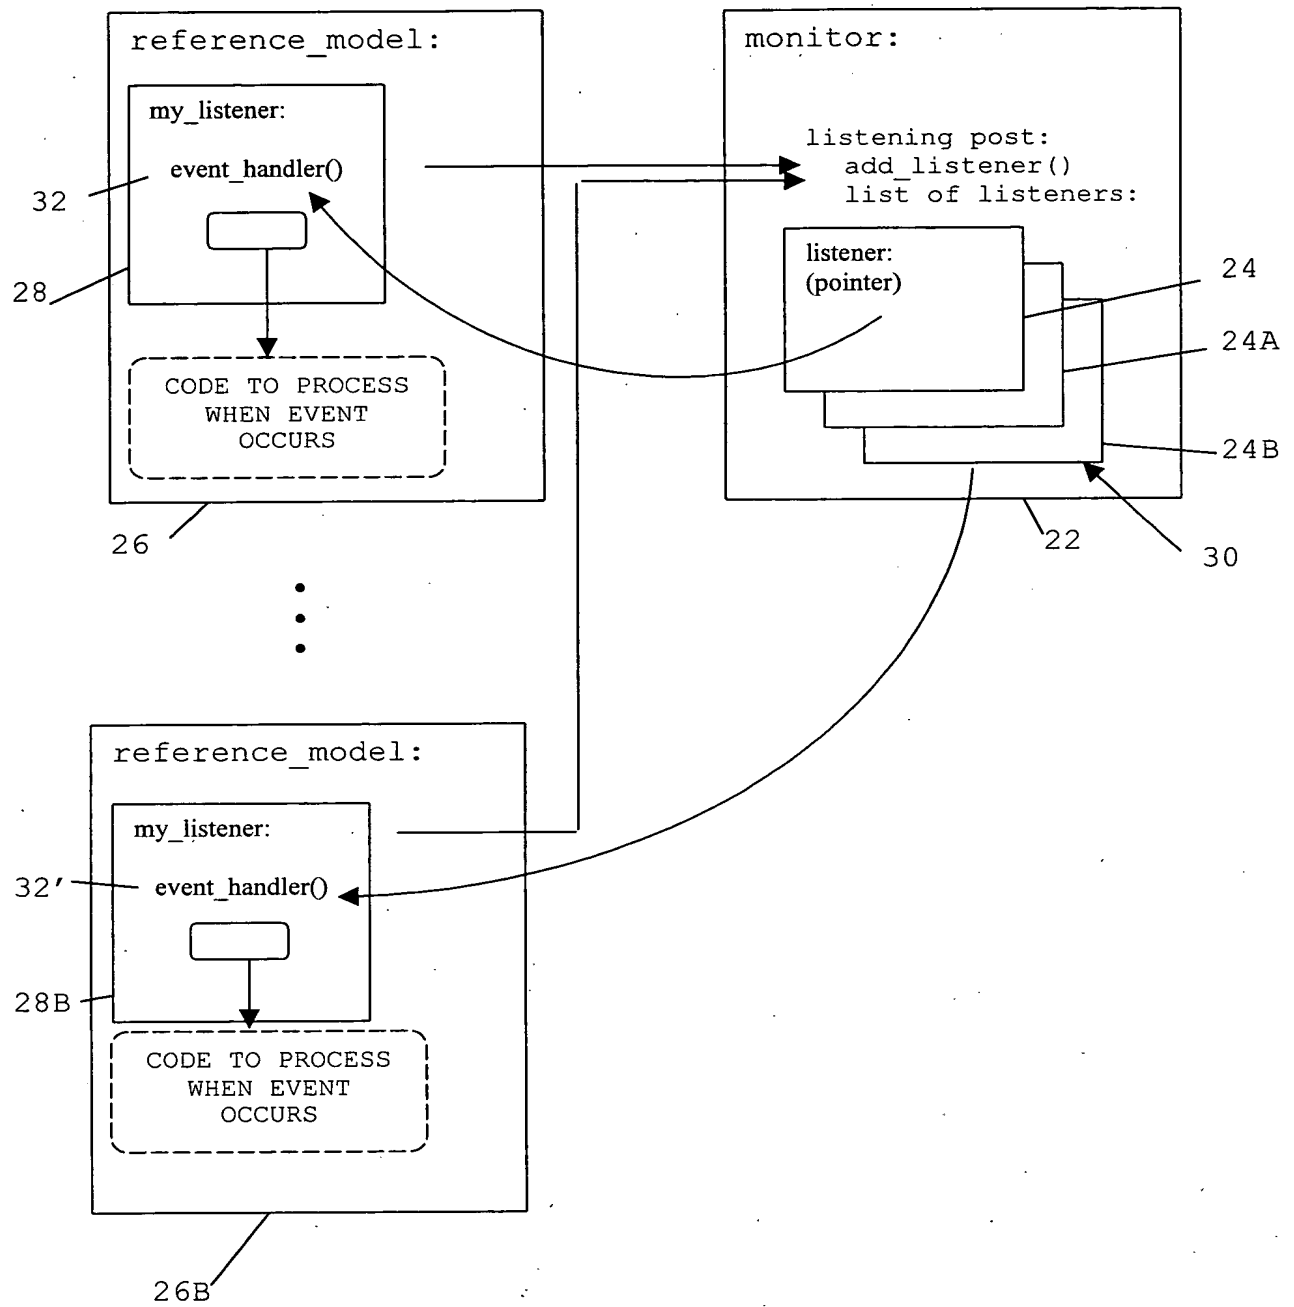 reference_model:
my_listener:
event_handler()
32
28
CODE TO PROCESS
WHEN EVENT
OCCURS
26
monitor:
listening post:
add_listener()
list of listeners:
listener:
(pointer)
24
24A
24B
22
30
reference_model:
my_listener:
event_handler()
32'
28B
CODE TO PROCESS
WHEN EVENT
OCCURS
26B